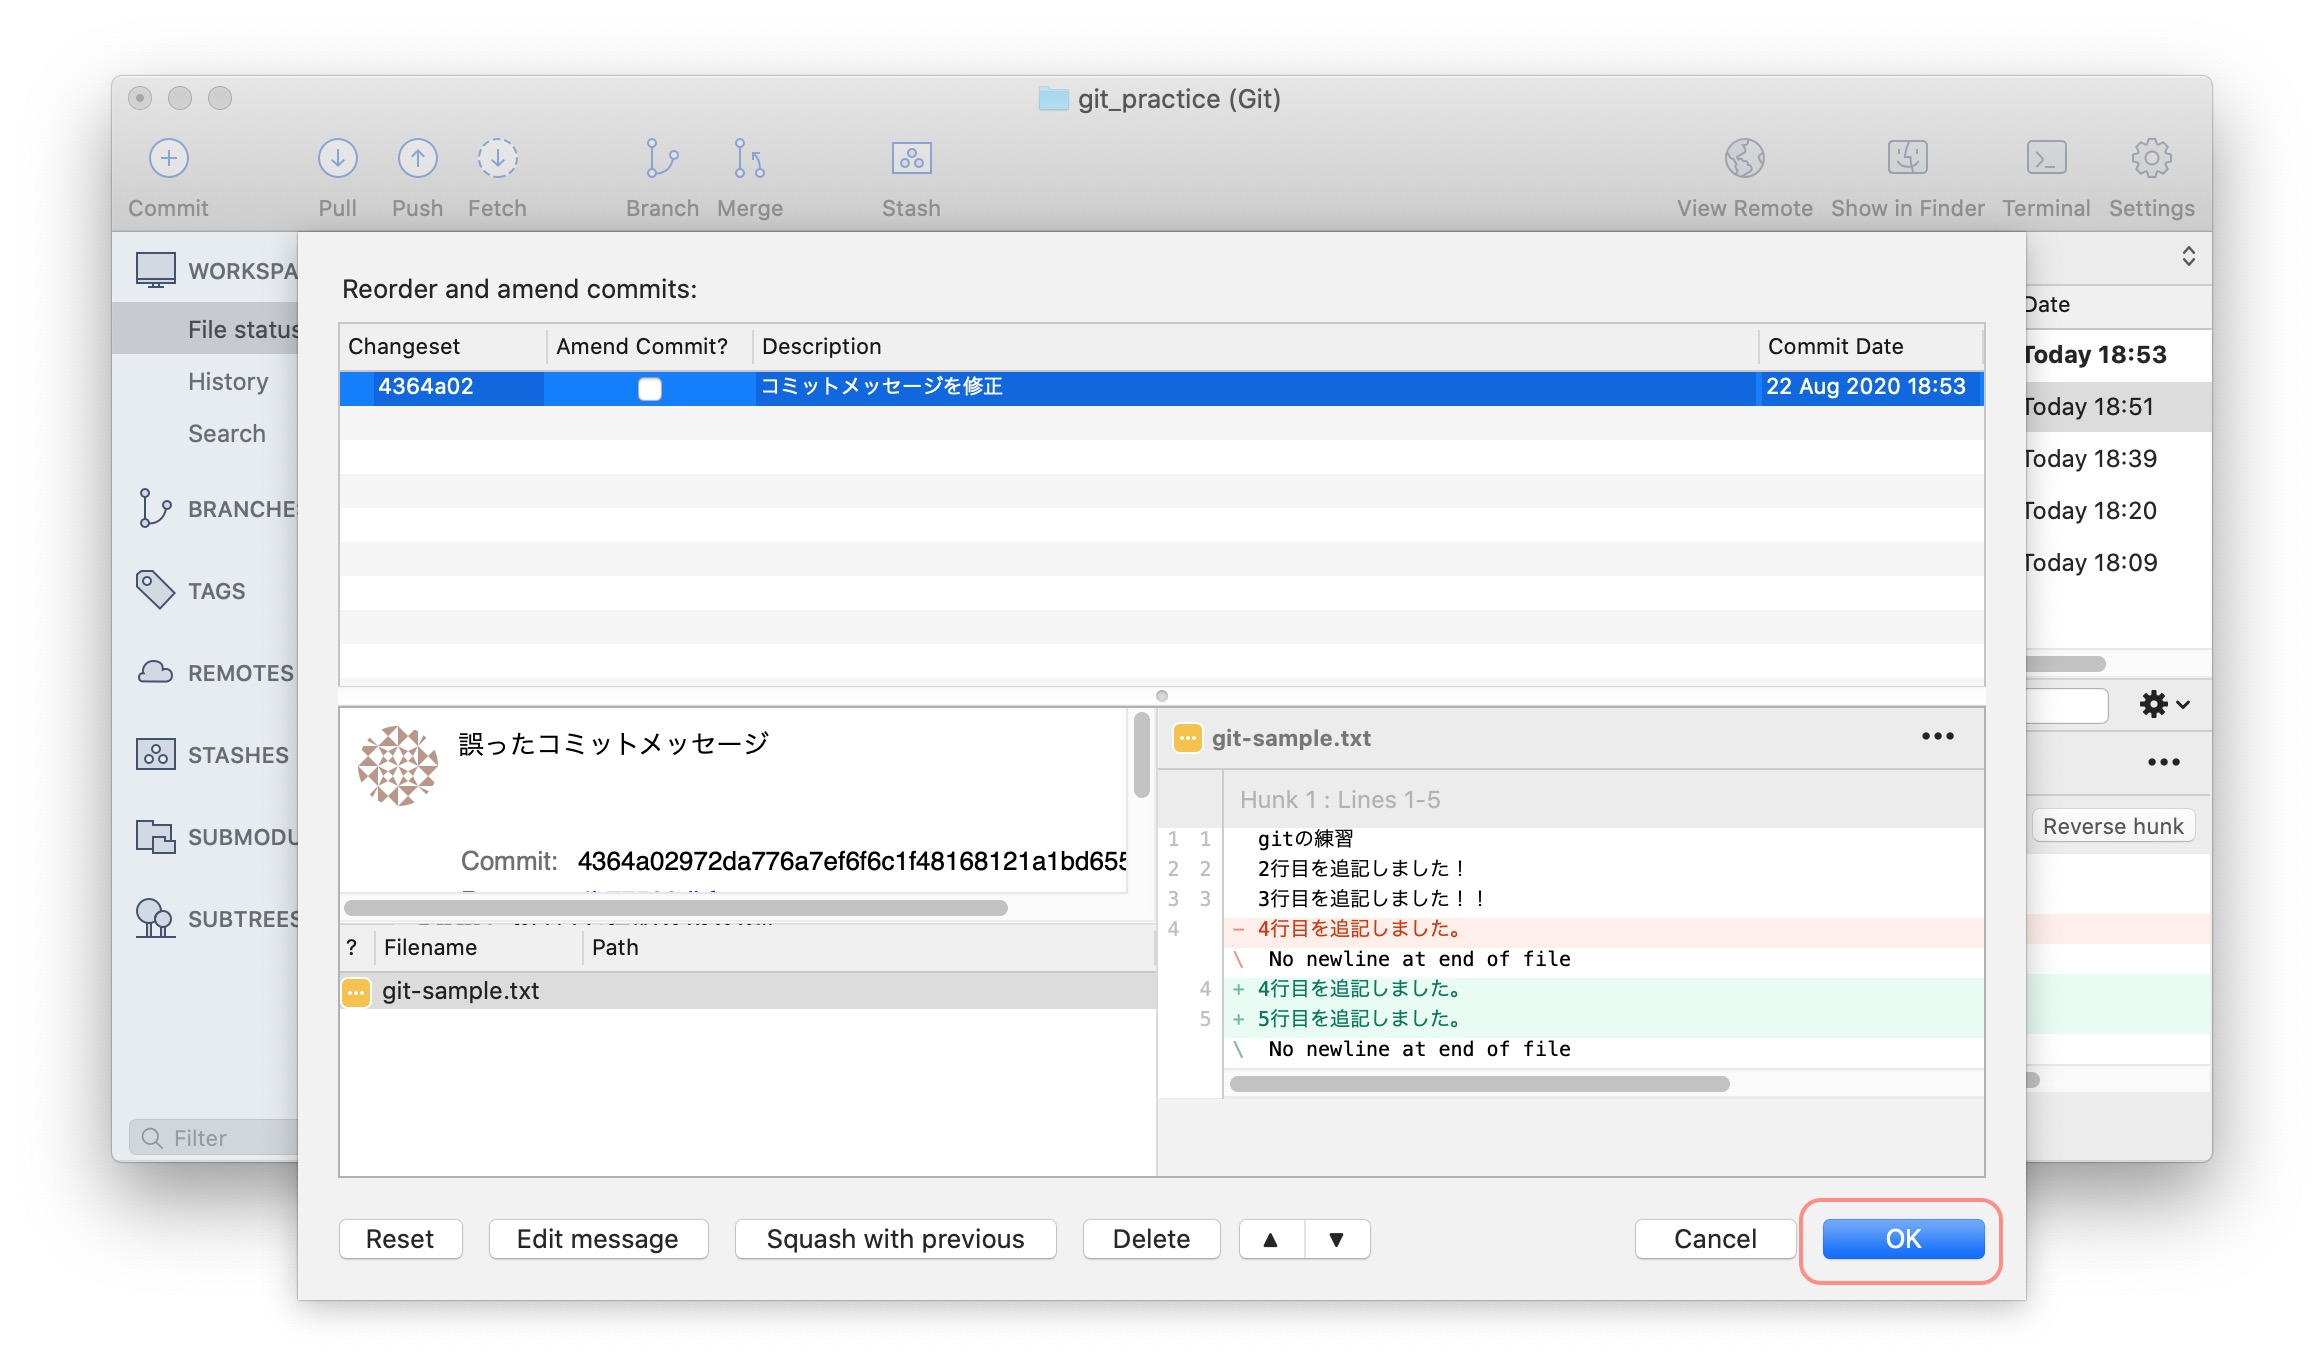 git_practice (Git)
Commit
Pull
Push
Fetch
Branch
Merge
Stash
View Remote
Show in Finder
Terminal
Settings
WORKSPA
File status
History
Search
BRANCHES
TAGS
REMOTES
STASHES
SUBMODU
SUBTREES
Filter
Reorder and amend commits:
Changeset
Amend Commit?
Description
Commit Date
4364a02
コミットメッセージを修正
22 Aug 2020 18:53
誤ったコミットメッセージ
Commit: 4364a02972da776a7ef6f6c1f48168121a1bd655
? Filename Path
git-sample.txt
git-sample.txt
•••
Hunk 1 : Lines 1-5
1 1 gitの練習
2 2 2行目を追記しました！
3 3 3行目を追記しました！！
4 - 4行目を追記しました。
\ No newline at end of file
4 + 4行目を追記しました。
5 + 5行目を追記しました。
\ No newline at end of file
Reset
Edit message
Squash with previous
Delete
Cancel
OK
Date
Today 18:53
Today 18:51
Today 18:39
Today 18:20
Today 18:09
•••
Reverse hunk